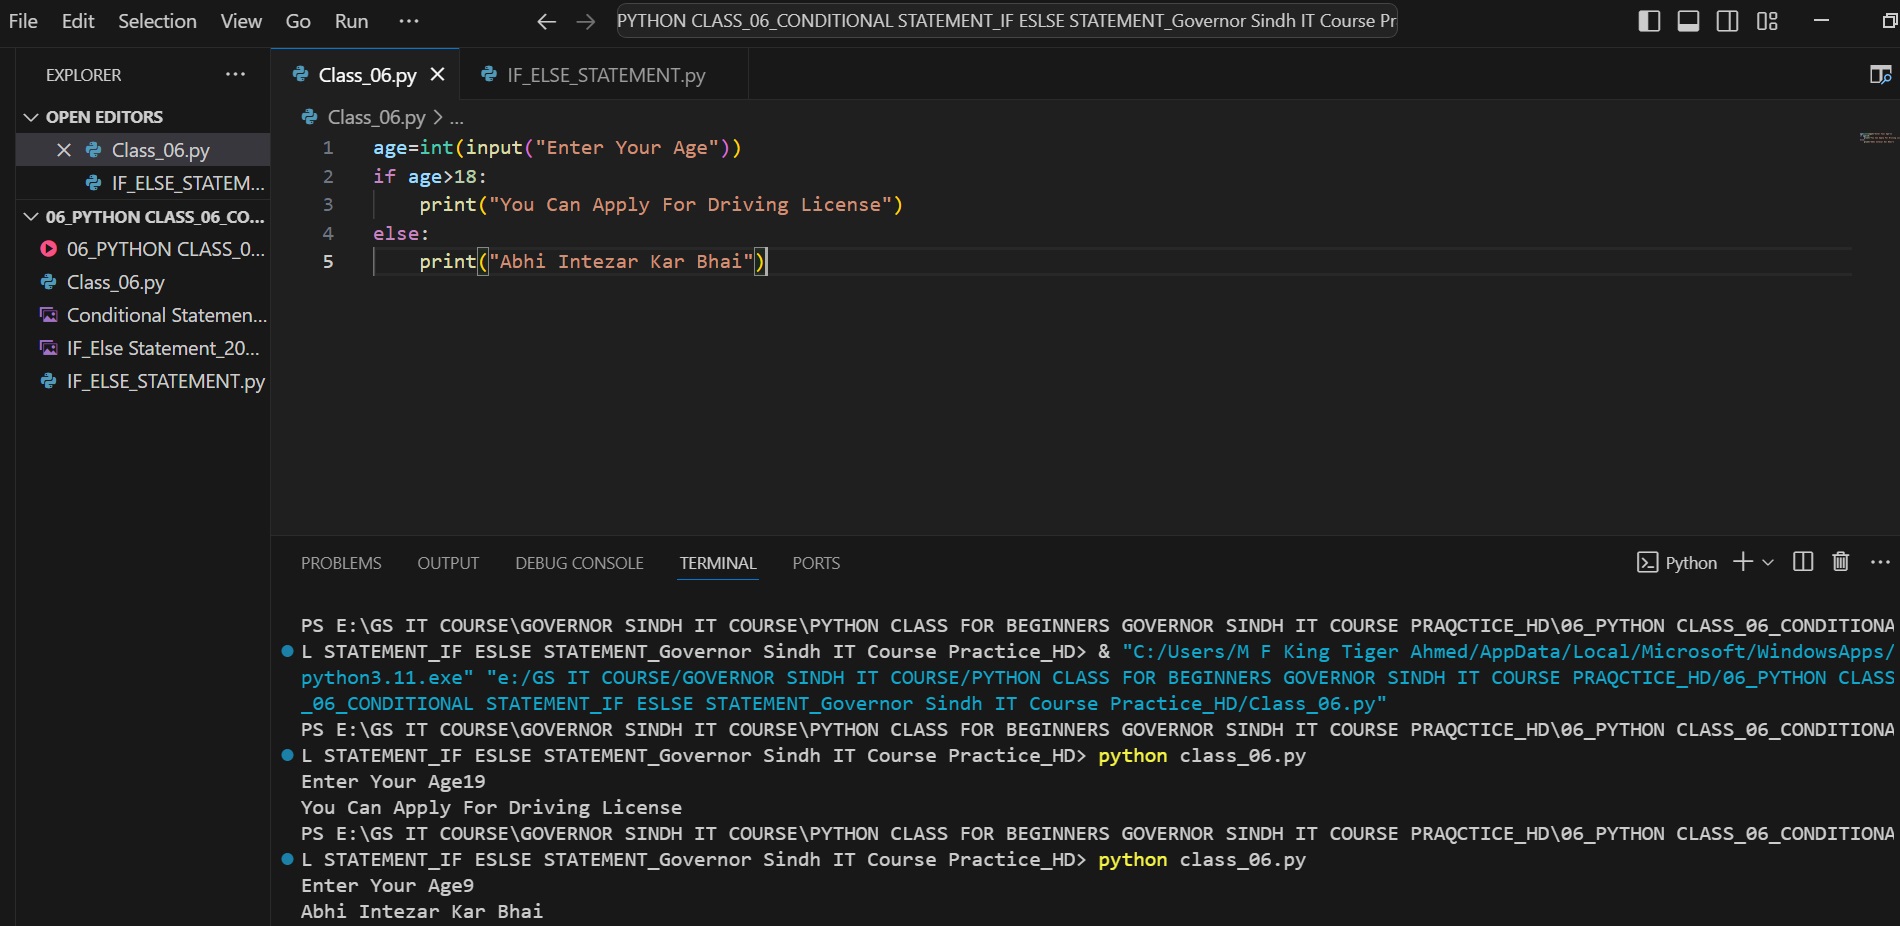 File Edit Selection View Go Run ...
PYTHON CLASS_06_CONDITIONAL STATEMENT_IF ESLSE STATEMENT_Governor Sindh IT Course Pr
EXPLORER ...
OPEN EDITORS
Class_06.py
IF_ELSE_STATEM...
06_PYTHON CLASS_06_CO...
06_PYTHON CLASS_0...
Class_06.py
Conditional Statemen...
IF_Else Statement_20...
IF_ELSE_STATEMENT.py
Class_06.py IF_ELSE_STATEMENT.py
Class_06.py > ...
1 age=int(input("Enter Your Age"))
2 if age>18:
3     print("You Can Apply For Driving License")
4 else:
5     print("Abhi Intezar Kar Bhai")
PROBLEMS OUTPUT DEBUG CONSOLE TERMINAL PORTS Python
PS E:\GS IT COURSE\GOVERNOR SINDH IT COURSE\PYTHON CLASS FOR BEGINNERS GOVERNOR SINDH IT COURSE PRAQCTICE_HD\06_PYTHON CLASS_06_CONDITIONA
L STATEMENT_IF ESLSE STATEMENT_Governor Sindh IT Course Practice_HD> & "C:/Users/M F King Tiger Ahmed/AppData/Local/Microsoft/WindowsApps/
python3.11.exe" "e:/GS IT COURSE/GOVERNOR SINDH IT COURSE/PYTHON CLASS FOR BEGINNERS GOVERNOR SINDH IT COURSE PRAQCTICE_HD/06_PYTHON CLASS
_06_CONDITIONAL STATEMENT_IF ESLSE STATEMENT_Governor Sindh IT Course Practice_HD/Class_06.py"
PS E:\GS IT COURSE\GOVERNOR SINDH IT COURSE\PYTHON CLASS FOR BEGINNERS GOVERNOR SINDH IT COURSE PRAQCTICE_HD\06_PYTHON CLASS_06_CONDITIONA
L STATEMENT_IF ESLSE STATEMENT_Governor Sindh IT Course Practice_HD> python class_06.py
Enter Your Age19
You Can Apply For Driving License
PS E:\GS IT COURSE\GOVERNOR SINDH IT COURSE\PYTHON CLASS FOR BEGINNERS GOVERNOR SINDH IT COURSE PRAQCTICE_HD\06_PYTHON CLASS_06_CONDITIONA
L STATEMENT_IF ESLSE STATEMENT_Governor Sindh IT Course Practice_HD> python class_06.py
Enter Your Age9
Abhi Intezar Kar Bhai